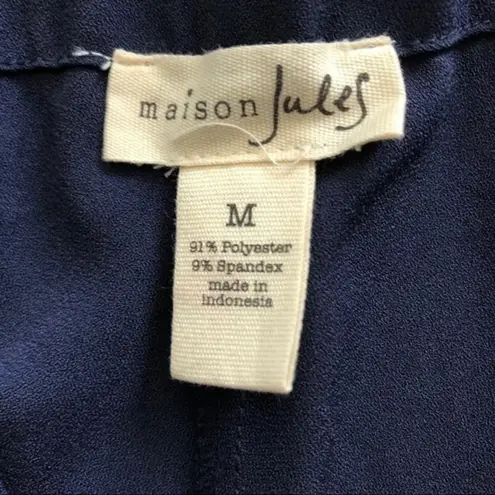 maison Jules
M
91% Polyester
9% Spandex
made in
indonesia